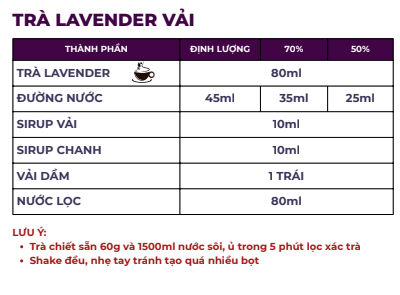 TRÀ LAVENDER VẢI
THÀNH PHẦN ĐỊNH LƯỢNG 70% 50%
TRÀ LAVENDER 80ml
ĐƯỜNG NƯỚC 45ml 35ml 25ml
SIRUP VẢI 10ml
SIRUP CHANH 10ml
VẢI DẦM 1 TRÁI
NƯỚC LỌC 80ml
LƯU Ý:
• Trà chiết sẵn 60g và 1500ml nước sôi, ủ trong 5 phút lọc xác trà
• Shake đều, nhẹ tay tránh tạo quá nhiều bọt